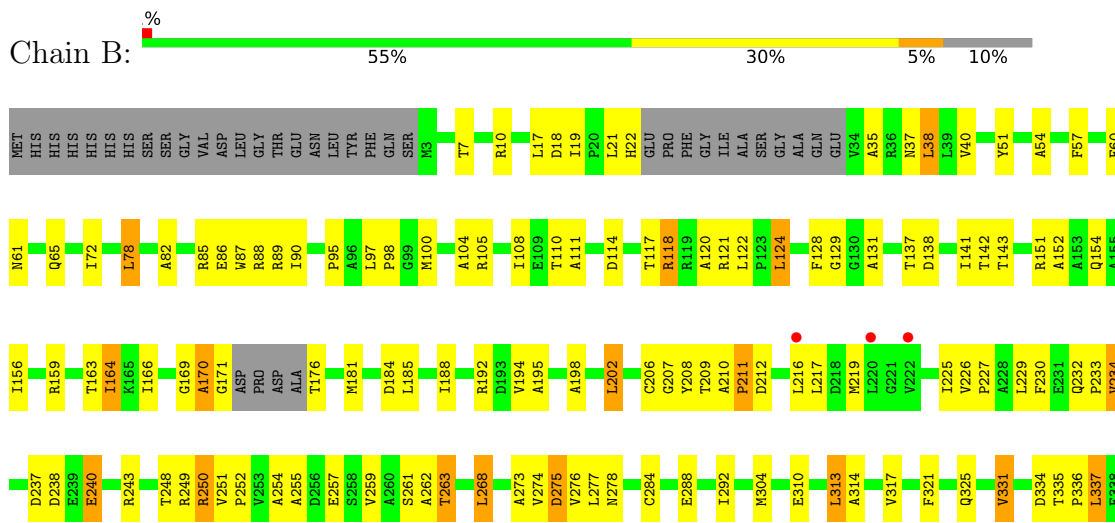 %
Chain B:
55% 30% 5% 10%
MET HIS HIS HIS HIS HIS HIS SER SER GLY VAL ASP LEU GLY THR GLU ASN LEU TYR PHE GLN SER M3 T7 R10 L17 D18 I19 P20 L21 H22 GLU PRO PHE GLY ILE ALA SER GLY ALA GLN GLU V34 A35 R36 N37 L38 L39 V40 Y51 A54 F57
N61 Q65 I72 L78 A82 R85 E86 W87 R88 R89 I90 P95 A96 L97 P98 G99 M100 A104 R105 I108 E109 T110 A111 D114 T117 R118 R119 A120 R121 L122 P123 L124 F128 G129 G130 A131 T137 D138 I141 T142 T143 R151 A152 A153 Q154 A155
I156 R159 T163 I164 K165 I166 G169 A170 G171 ASP PRO ASP ALA T176 M181 D184 L185 I188 R192 D193 V194 A195 A198 L202 C206 G207 Y208 T209 A210 P211 D212 L216 L217 D218 M219 L220 G221 V222 I225 V226 P227 A228 L229 F230 E231 Q232 P233
D237 D238 E239 E240 R243 T248 R249 R250 V251 P252 V253 A254 A255 D256 E257 S258 V259 A260 S261 A262 T263 L268 A273 V274 D275 V276 L277 N278 C284 E288 I292 M304 E310 L313 A314 V317 F321 Q325 V331 D334 T335 P336 L337